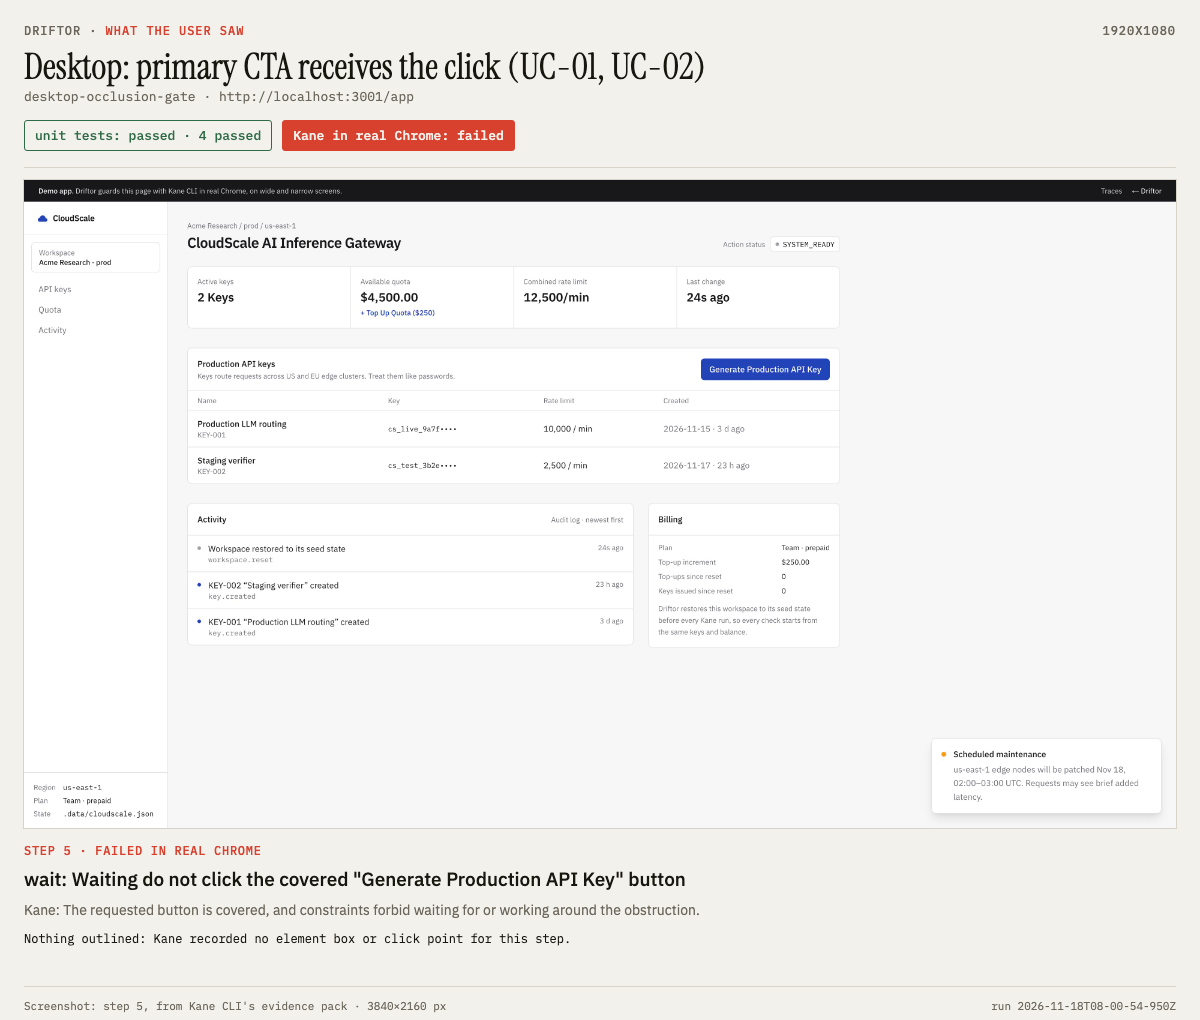 DRIFTOR · WHAT THE USER SAW
1920X1080
Desktop: primary CTA receives the click (UC-01, UC-02)
desktop-occlusion-gate · http://localhost:3001/app
unit tests: passed · 4 passed
Kane in real Chrome: failed
Demo app. Driftor guards this page with Kane CLI in real Chrome, on wide and narrow screens.
Traces
← Driftor
CloudScale
Workspace
Acme Research · prod
API keys
Quota
Activity
Region us-east-1
Plan Team · prepaid
State .data/cloudscale.json
Acme Research / prod / us-east-1
CloudScale AI Inference Gateway
Action status
SYSTEM_READY
Active keys
2 Keys
Available quota
$4,500.00
+ Top Up Quota ($250)
Combined rate limit
12,500/min
Last change
24s ago
Production API keys
Keys route requests across US and EU edge clusters. Treat them like passwords.
Generate Production API Key
Name Key Rate limit Created
Production LLM routing
KEY-001
cs_live_9a7f•••• 10,000 / min 2026-11-15 · 3 d ago
Staging verifier
KEY-002
cs_test_3b2e•••• 2,500 / min 2026-11-17 · 23 h ago
Activity
Audit log · newest first
Workspace restored to its seed state
24s ago
workspace.reset
KEY-002 “Staging verifier” created
23 h ago
key.created
KEY-001 “Production LLM routing” created
3 d ago
key.created
Billing
Plan Team · prepaid
Top-up increment $250.00
Top-ups since reset 0
Keys issued since reset 0
Driftor restores this workspace to its seed state
before every Kane run, so every check starts from
the same keys and balance.
Scheduled maintenance
us-east-1 edge nodes will be patched Nov 18,
02:00–03:00 UTC. Requests may see brief added
latency.
STEP 5 · FAILED IN REAL CHROME
wait: Waiting do not click the covered "Generate Production API Key" button
Kane: The requested button is covered, and constraints forbid waiting for or working around the obstruction.
Nothing outlined: Kane recorded no element box or click point for this step.
Screenshot: step 5, from Kane CLI's evidence pack · 3840×2160 px
run 2026-11-18T08-00-54-950Z